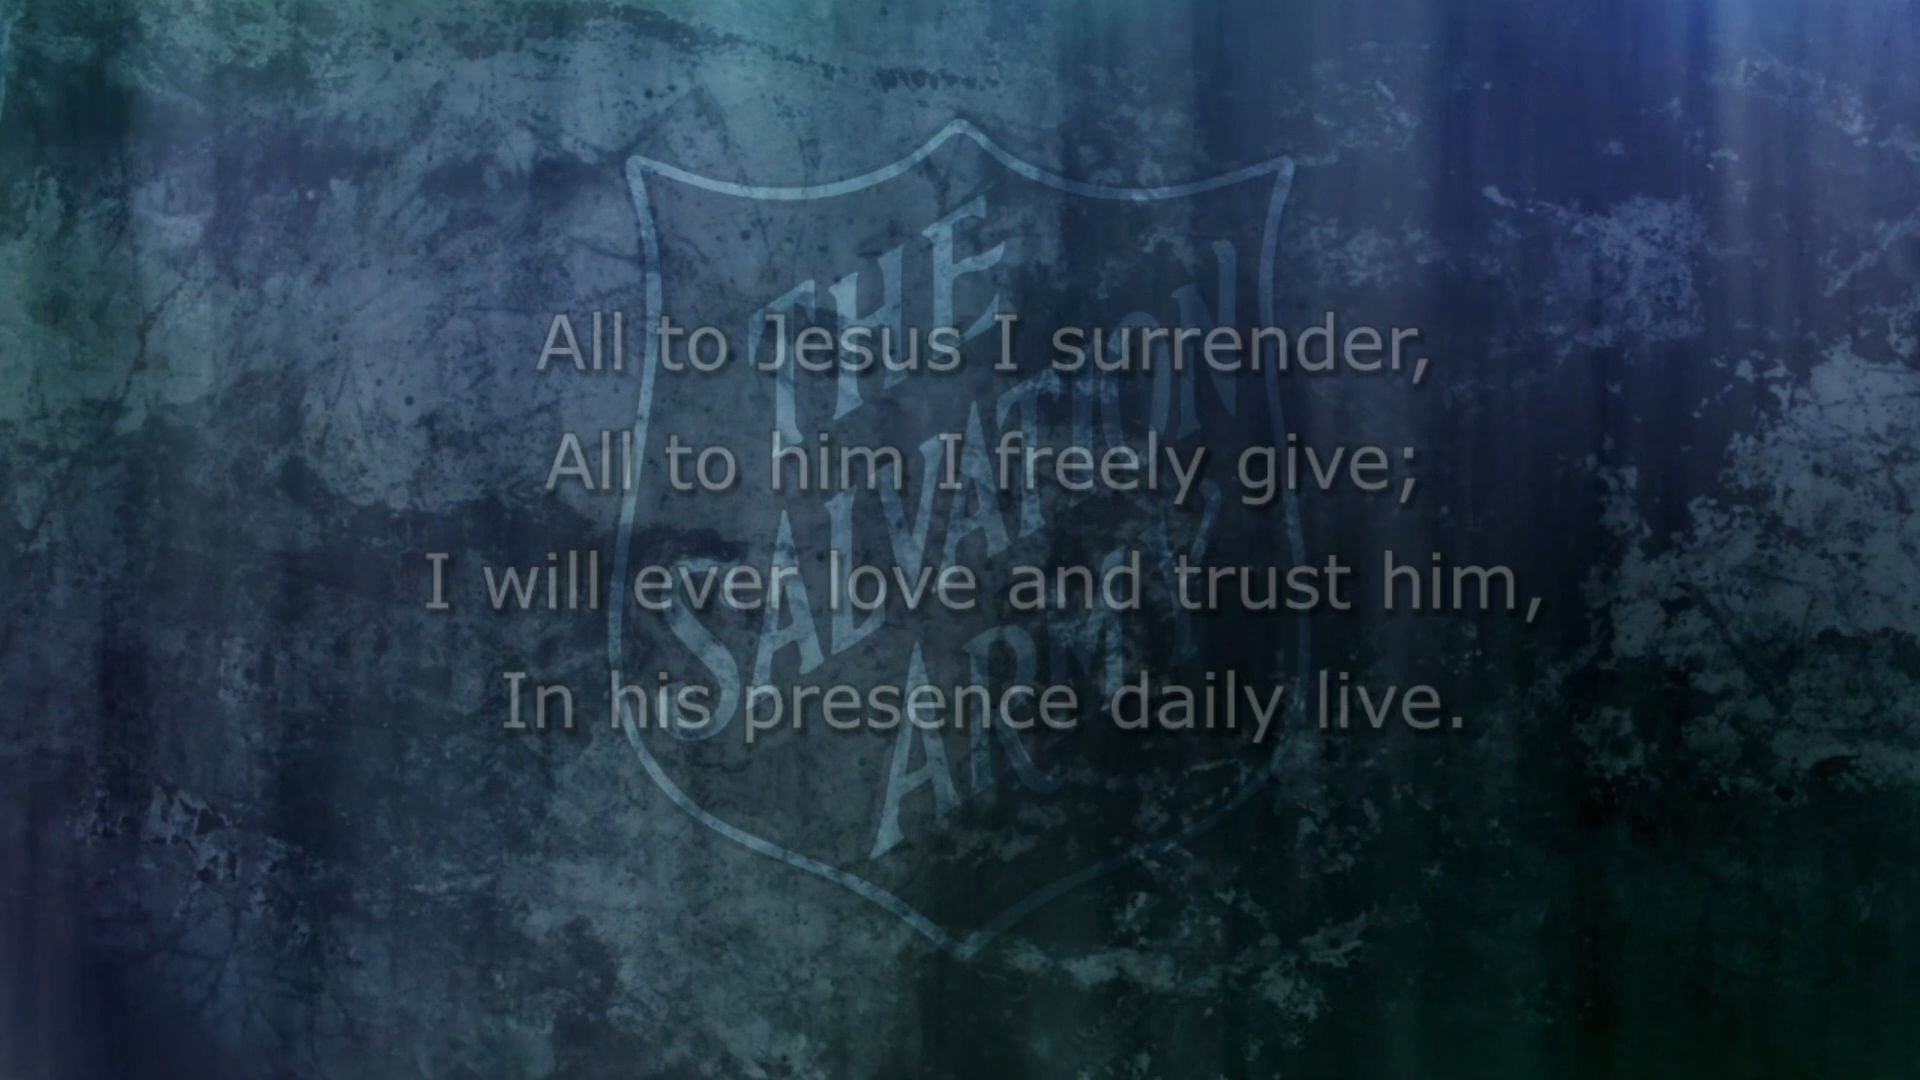 THE
SALVATION
ARMY
All to Jesus I surrender,
All to him I freely give;
I will ever love and trust him,
In his presence daily live.